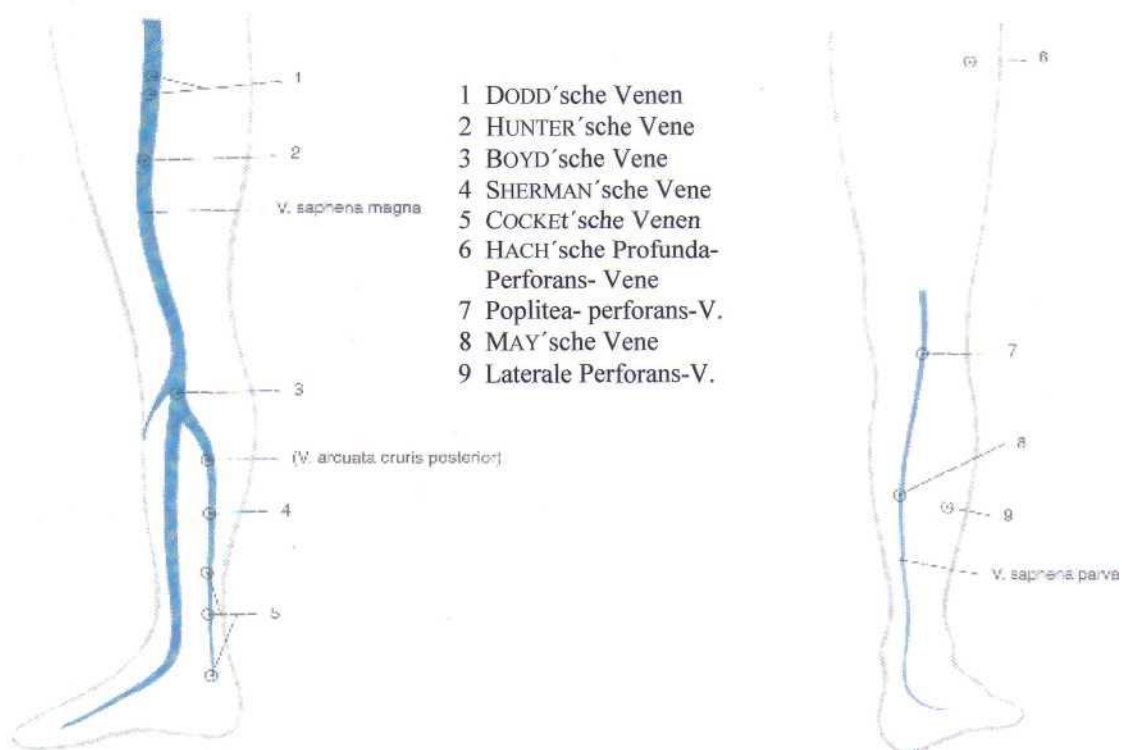 1
2
V. saphena magna
3
(V. arcuata cruris posterior)
4
5
1 DODD´sche Venen
2 HUNTER´sche Vene
3 BOYD´sche Vene
4 SHERMAN´sche Vene
5 COCKEt´sche Venen
6 HACH´sche Profunda-
Perforans- Vene
7 Poplitea- perforans-V.
8 MAY´sche Vene
9 Laterale Perforans-V.
6
7
8
9
V. saphena parva